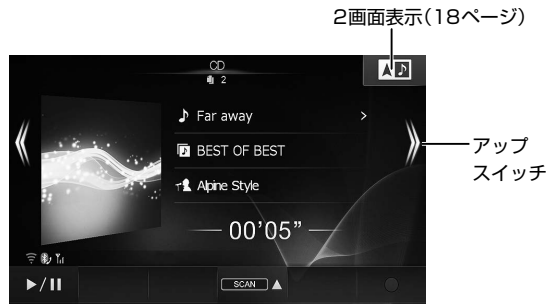 2画面表示(18ページ)
CD
2
Far away
BEST OF BEST
Alpine Style
00'05"
SCAN
アップ
スイッチ